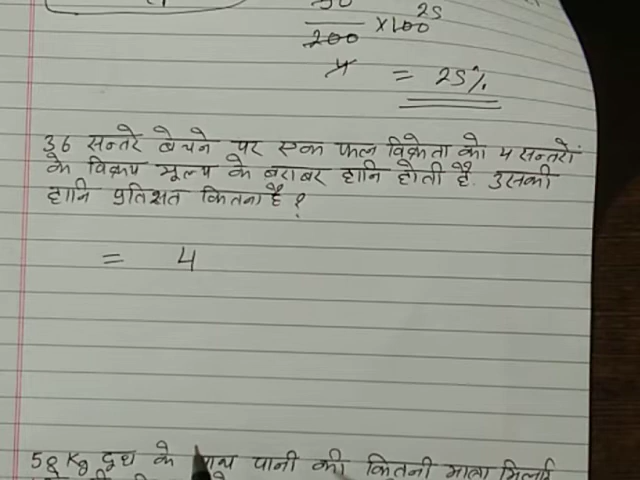 200 ×100 25
4 = 25%
36 सन्तरे बेचने पर एक फल विक्रेता को 4 सन्तरों
के विक्रय मूल्य के बराबर हानि होती है. उसकी
हानि प्रतिशत कितना है ?
= 4
58 Kg दूध के साथ पानी की कितनी मात्रा मिलाई